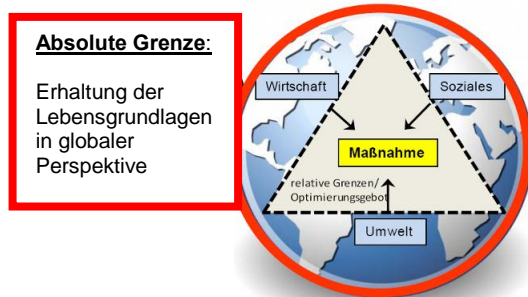 Absolute Grenze:
Erhaltung der
Lebensgrundlagen
in globaler
Perspektive
Wirtschaft
Soziales
Maßnahme
relative Grenzen/
Optimierungsgebot
Umwelt